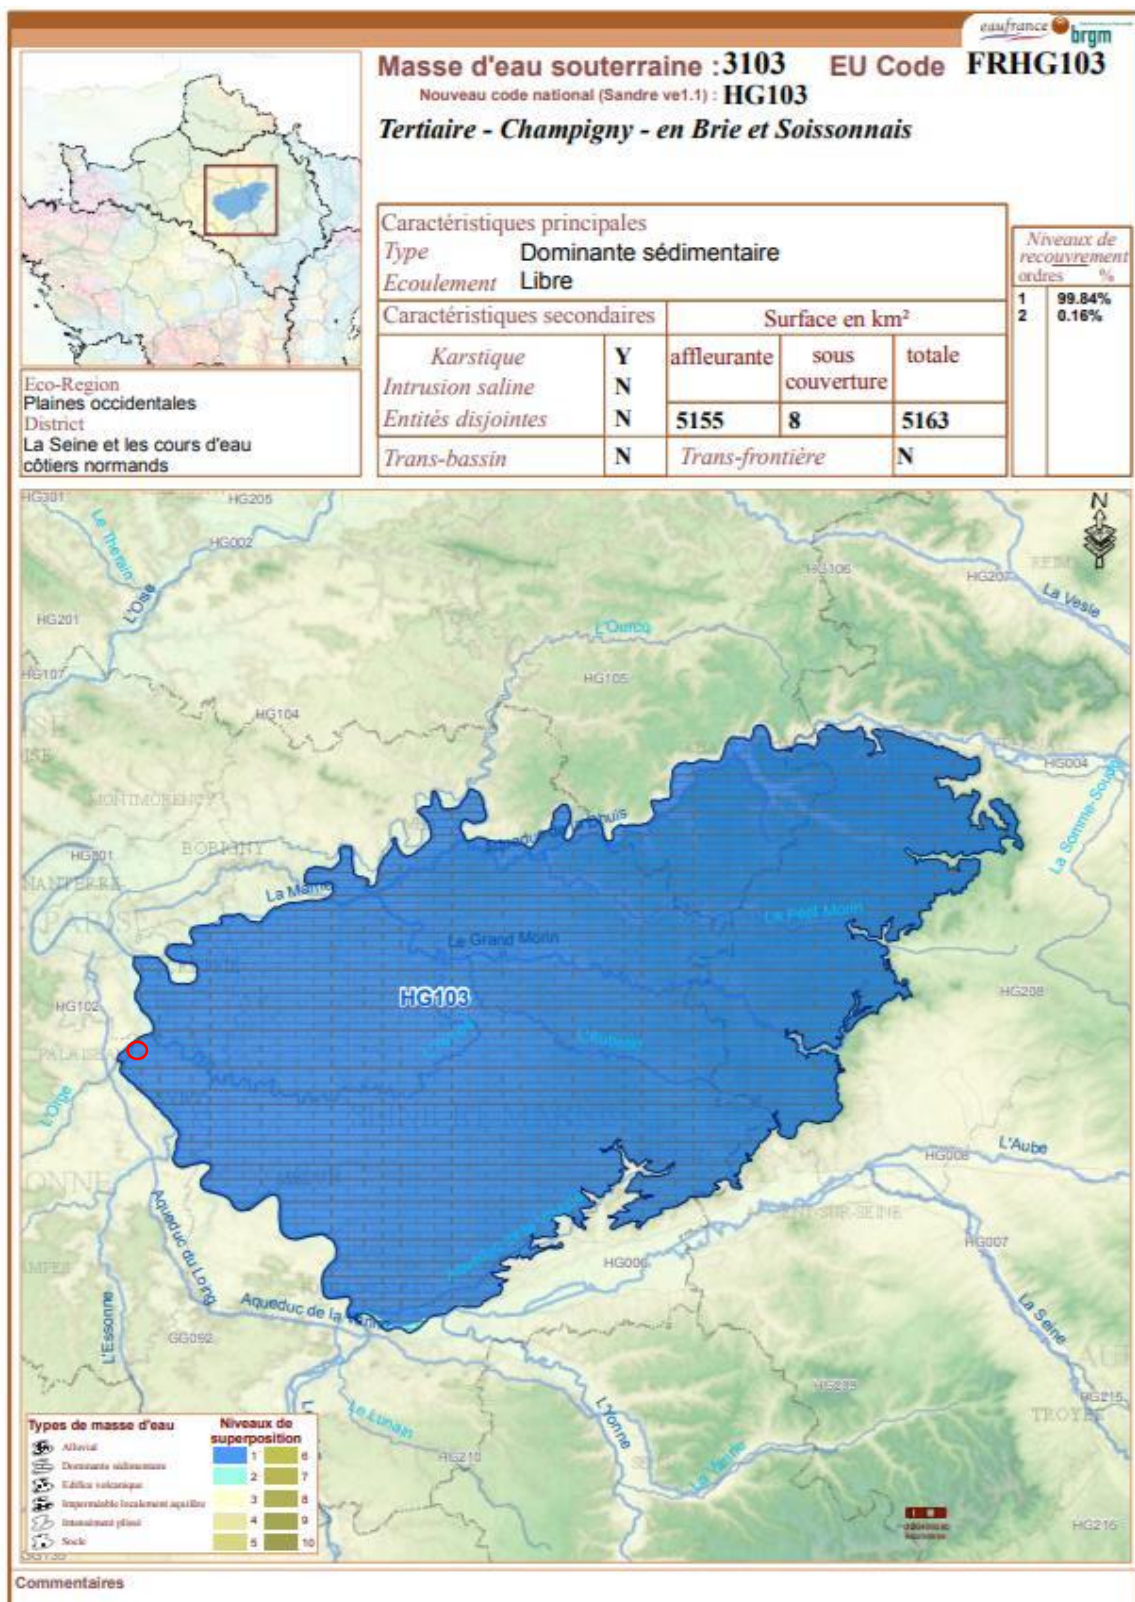 eaufrance brgm
Masse d'eau souterraine : 3103 EU Code FRHG103
Nouveau code national (Sandre ve1.1) : HG103
Tertiaire - Champigny - en Brie et Soissonnais
Caractéristiques principales
Type Dominante sédimentaire
Ecoulement Libre
Niveaux de
recouvrement
ordres %
1 99.84%
2 0.16%
Caractéristiques secondaires Surface en km²
Karstique Y affleurante sous couverture totale
Intrusion saline N
Entités disjointes N 5155 8 5163
Trans-bassin N Trans-frontière N
Eco-Region
Plaines occidentales
District
La Seine et les cours d'eau
côtiers normands
HG301 HG205
Le Therain
HG002
N
HG106
HG207
L'Oise
La Vesle
HG201
L'Ourcq
HG107
HG105
HG104
HG004
MONTMORENCY
La Somme-Soude
BOBIGNY
NANTERRE
La Marne
Le Petit Morin
PARIS
Le Grand Morin
HG103
HG102
HG208
PALAISEAU
L'Orge
L'Aube
HG006
Aqueduc du Loing
HG007
HG006
La Seine
Aqueduc de la Vanne
GG092
L'Essonne
HG209
HG215
TROYES
Le Lunain
L'Yonne
HG210
La Vanne
HG216
Types de masse d'eau
Alluvial
Dominante sédimentaire
Edifice volcanique
Imperméable localement aquifère
Intensément plissé
Socle
Niveaux de
superposition
1 6
2 7
3 8
4 9
5 10
Commentaires